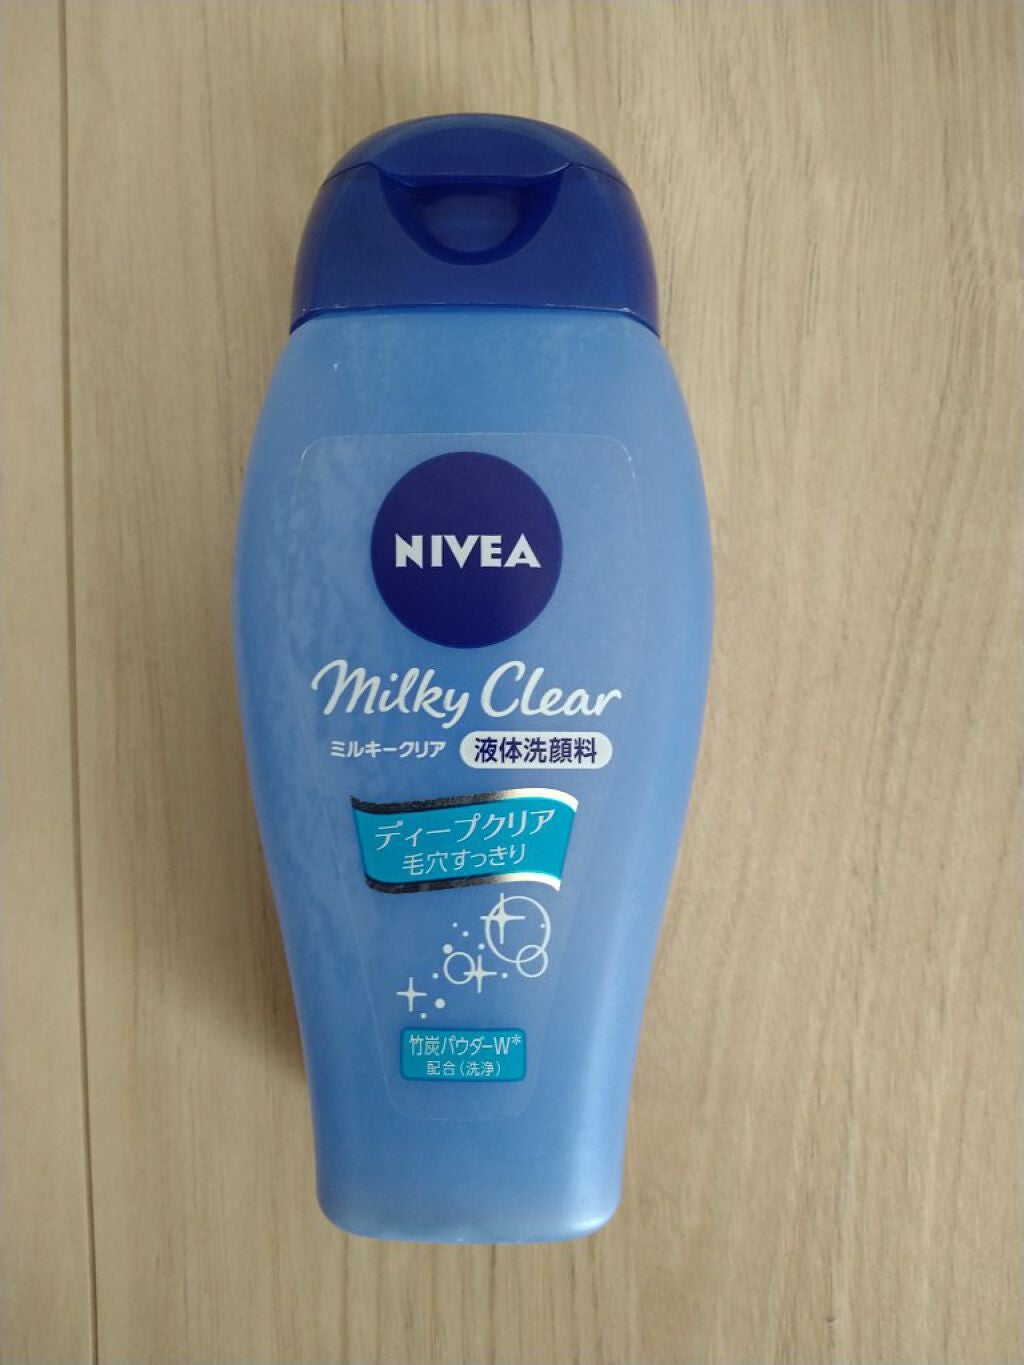 NIVEA
Milky Clear
ミルキークリア 液体洗顔料
ディープクリア
毛穴すっきり
竹炭パウダーW*
配合(洗浄)